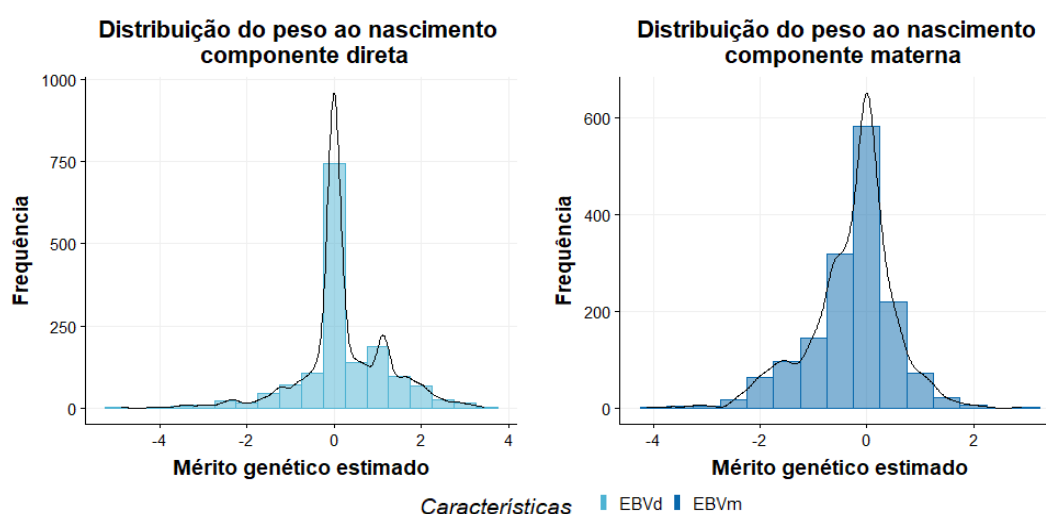 Distribuição do peso ao nascimento
componente direta
Frequência
1000
750
500
250
0
-4 -2 0 2 4
Mérito genético estimado
Distribuição do peso ao nascimento
componente materna
Frequência
600
400
200
0
-4 -2 0 2
Mérito genético estimado
Características EBVd EBVm